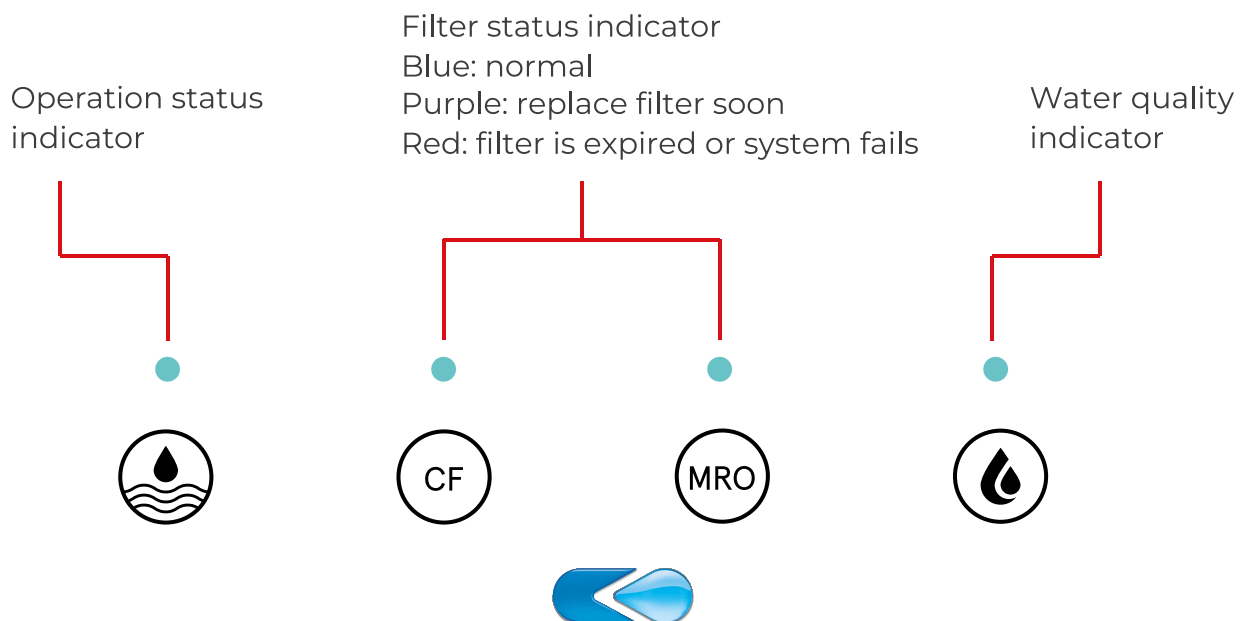 Filter status indicator
Blue: normal
Purple: replace filter soon
Red: filter is expired or system fails
Operation status
indicator
Water quality
indicator
CF
MRO